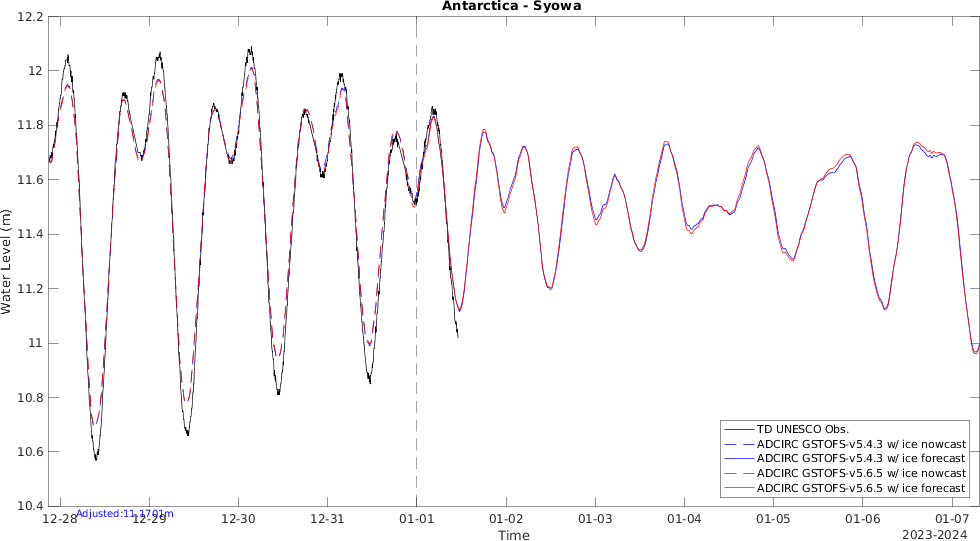 Antarctica - Syowa
12.2
12
11.8
11.6
11.4
11.2
11
10.8
10.6
10.4
Water Level (m)
TD UNESCO Obs.
ADCIRC GSTOFS-v5.4.3 w/ ice nowcast
ADCIRC GSTOFS-v5.4.3 w/ ice forecast
ADCIRC GSTOFS-v5.6.5 w/ ice nowcast
ADCIRC GSTOFS-v5.6.5 w/ ice forecast
Adjusted:11.1701m
12-28 12-29 12-30 12-31 01-01 01-02 01-03 01-04 01-05 01-06 01-07
Time
2023-2024